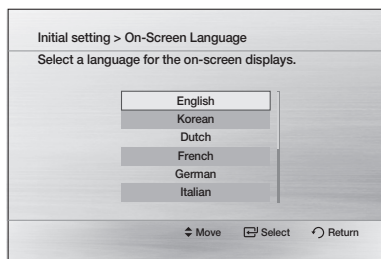 Initial setting > On-Screen Language
Select a language for the on-screen displays.
English
Korean
Dutch
French
German
Italian
Move Select Return